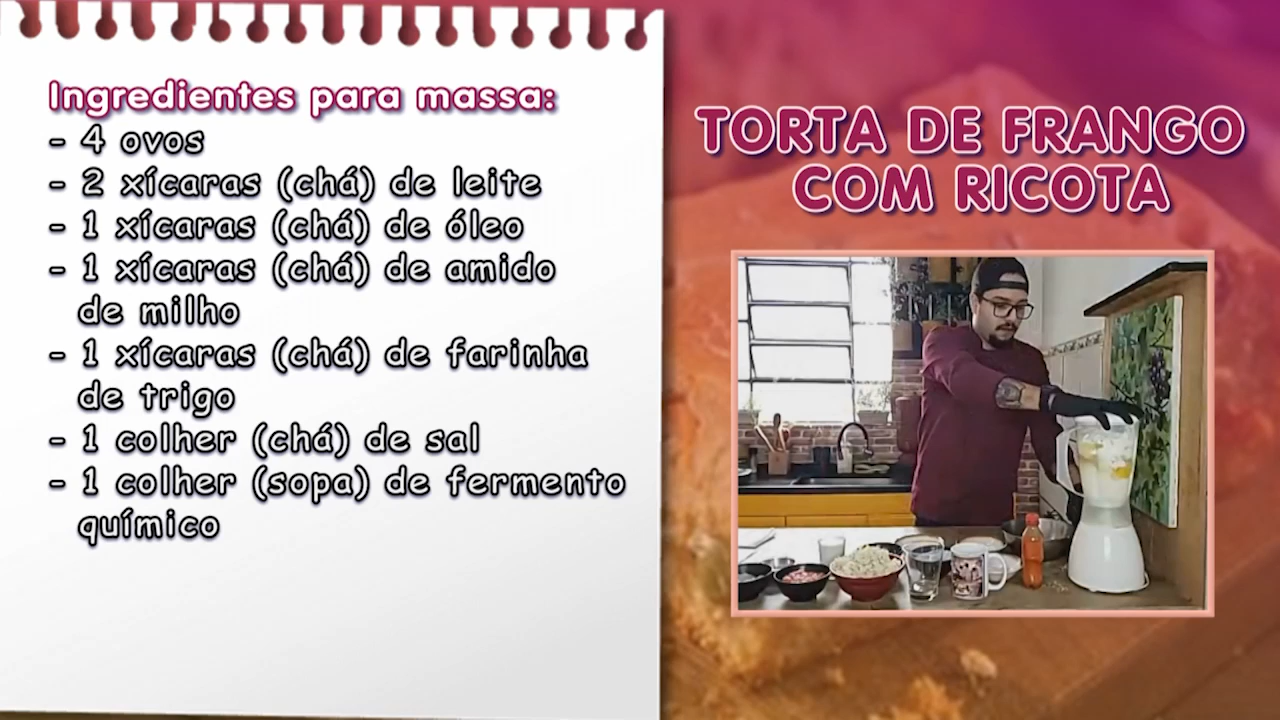 Ingredientes para massa:
- 4 ovos
- 2 xícaras (chá) de leite
- 1 xícaras (chá) de óleo
- 1 xícaras (chá) de amido
de milho
- 1 xícaras (chá) de farinha
de trigo
- 1 colher (chá) de sal
- 1 colher (sopa) de fermento
químico
TORTA DE FRANGO
COM RICOTA